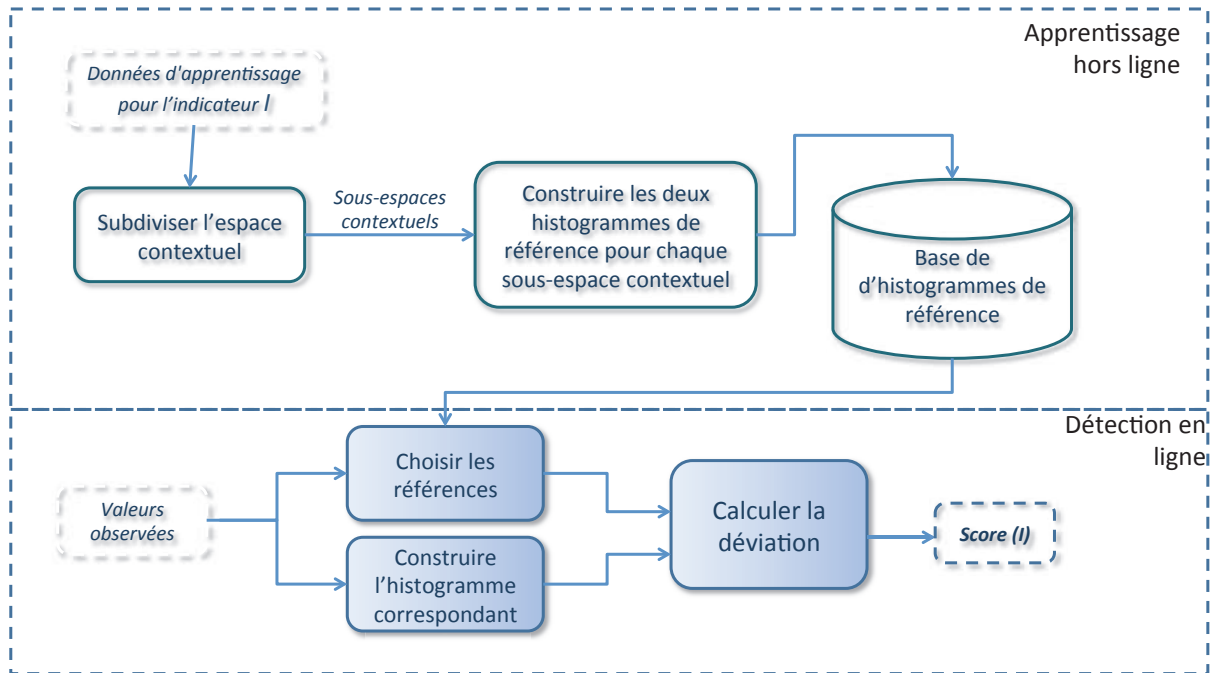 Apprentissage
hors ligne
Données d'apprentissage
pour l'indicateur I
Subdiviser l'espace
contextuel
Sous-espaces
contextuels
Construire les deux
histogrammes de
référence pour chaque
sous-espace contextuel
Base de
d'histogrammes de
référence
Détection en
ligne
Valeurs
observées
Choisir les
références
Construire
l'histogramme
correspondant
Calculer la
déviation
Score (I)